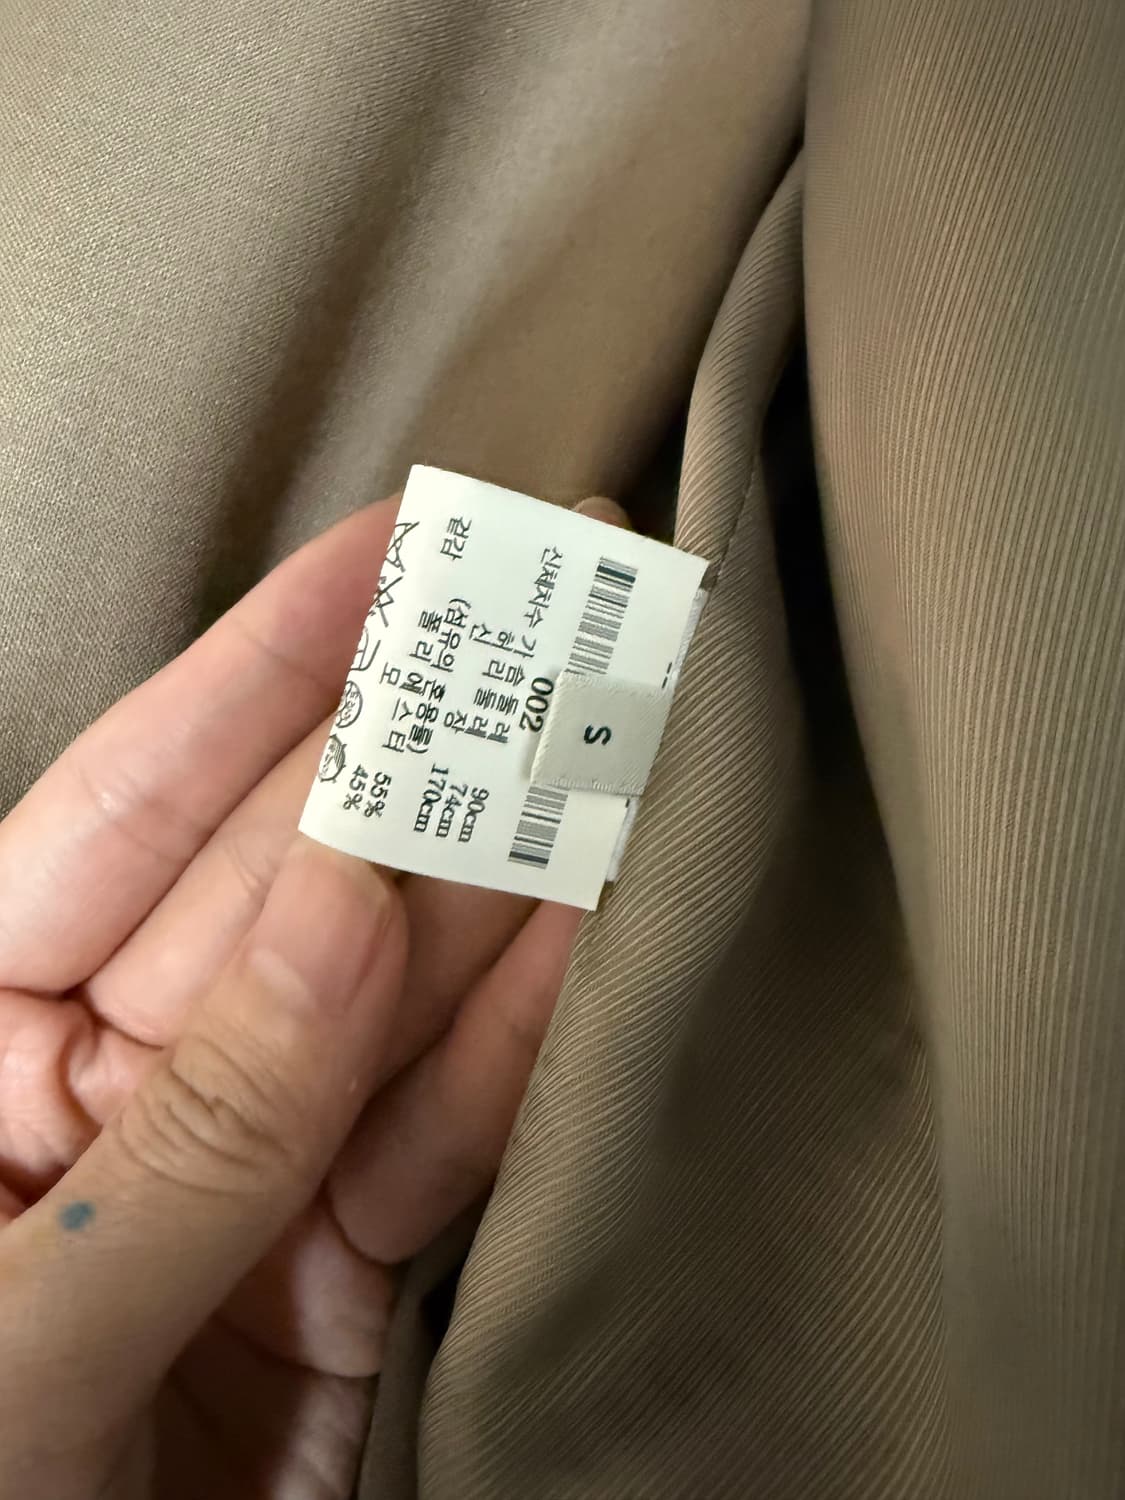 S
002
신체치수 가슴둘레 90cm
허리둘레 74cm
신 장 170cm
겉감 (섬유의 혼용율)
폴리에스터 55%
모 45%